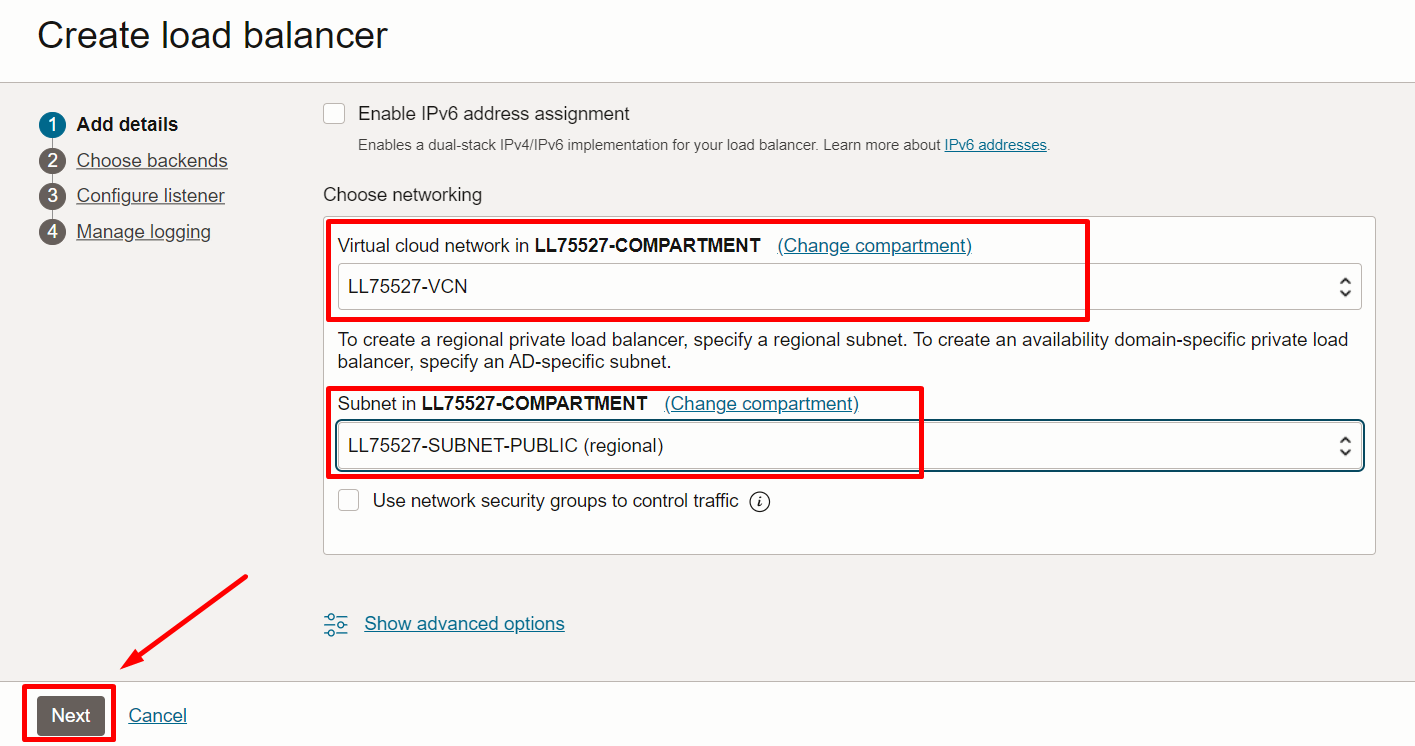 Create load balancer
1 Add details
2 Choose backends
3 Configure listener
4 Manage logging
Enable IPv6 address assignment
Enables a dual-stack IPv4/IPv6 implementation for your load balancer. Learn more about IPv6 addresses.
Choose networking
Virtual cloud network in LL75527-COMPARTMENT (Change compartment)
LL75527-VCN
To create a regional private load balancer, specify a regional subnet. To create an availability domain-specific private load
balancer, specify an AD-specific subnet.
Subnet in LL75527-COMPARTMENT (Change compartment)
LL75527-SUBNET-PUBLIC (regional)
Use network security groups to control traffic i
Show advanced options
Next Cancel